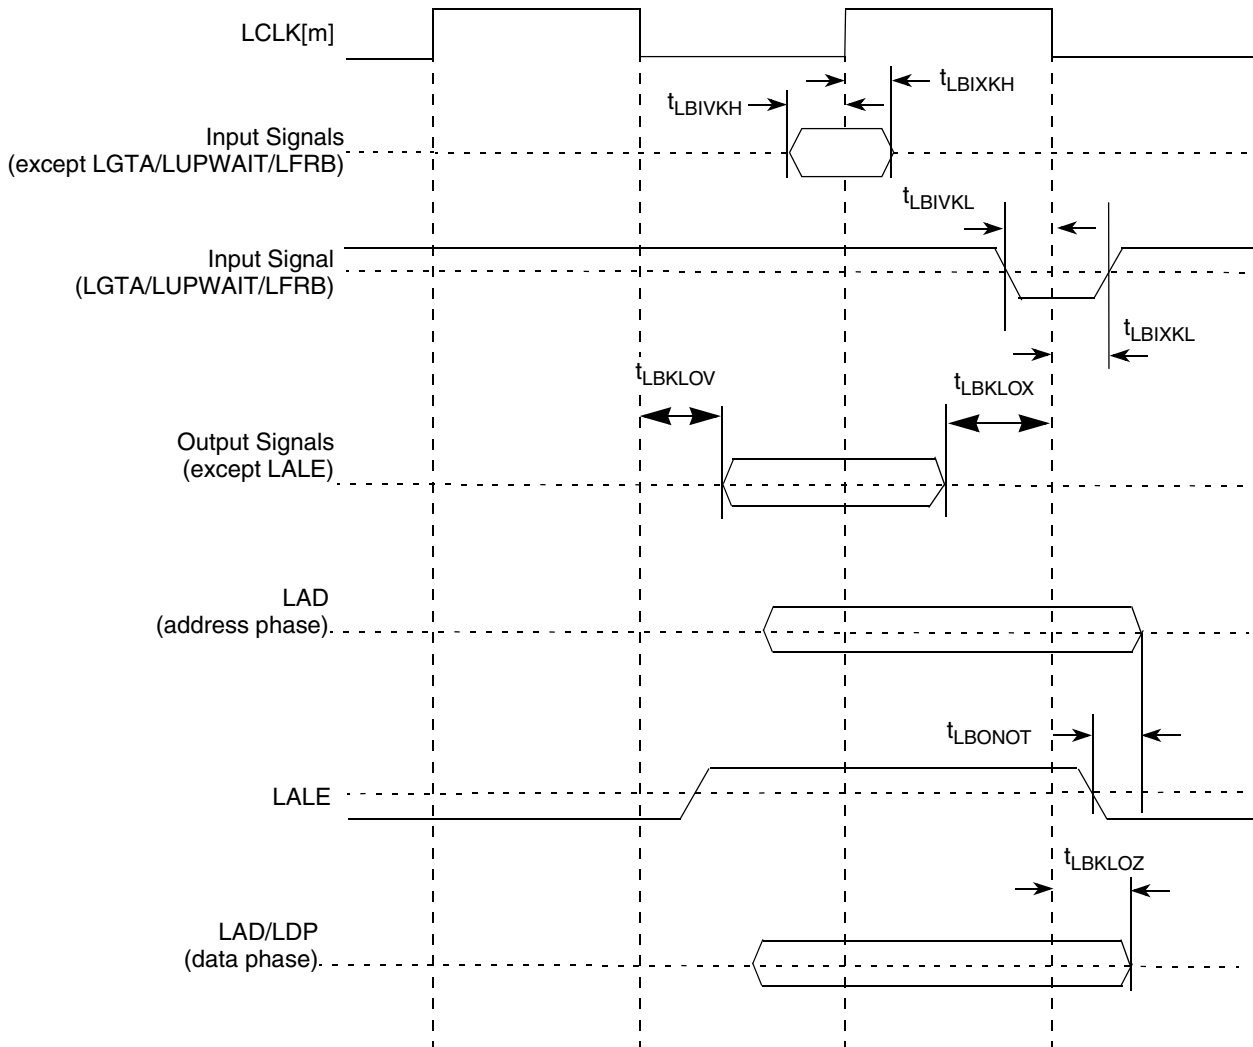 LCLK[m]
tLBIXKH
tLBIVKH
Input Signals
(except LGTA/LUPWAIT/LFRB)
tLBIVKL
Input Signal
(LGTA/LUPWAIT/LFRB)
tLBIXKL
tLBKLOV
tLBKLOX
Output Signals
(except LALE)
LAD
(address phase)
tLBONOT
LALE
tLBKLOZ
LAD/LDP
(data phase)